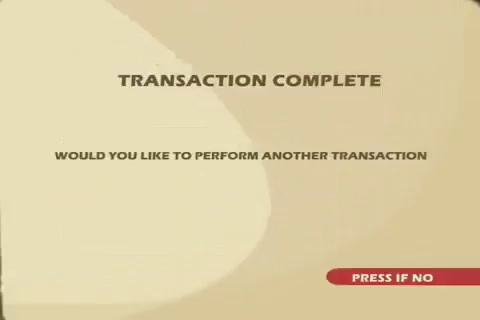 TRANSACTION COMPLETE
WOULD YOU LIKE TO PERFORM ANOTHER TRANSACTION
PRESS IF NO